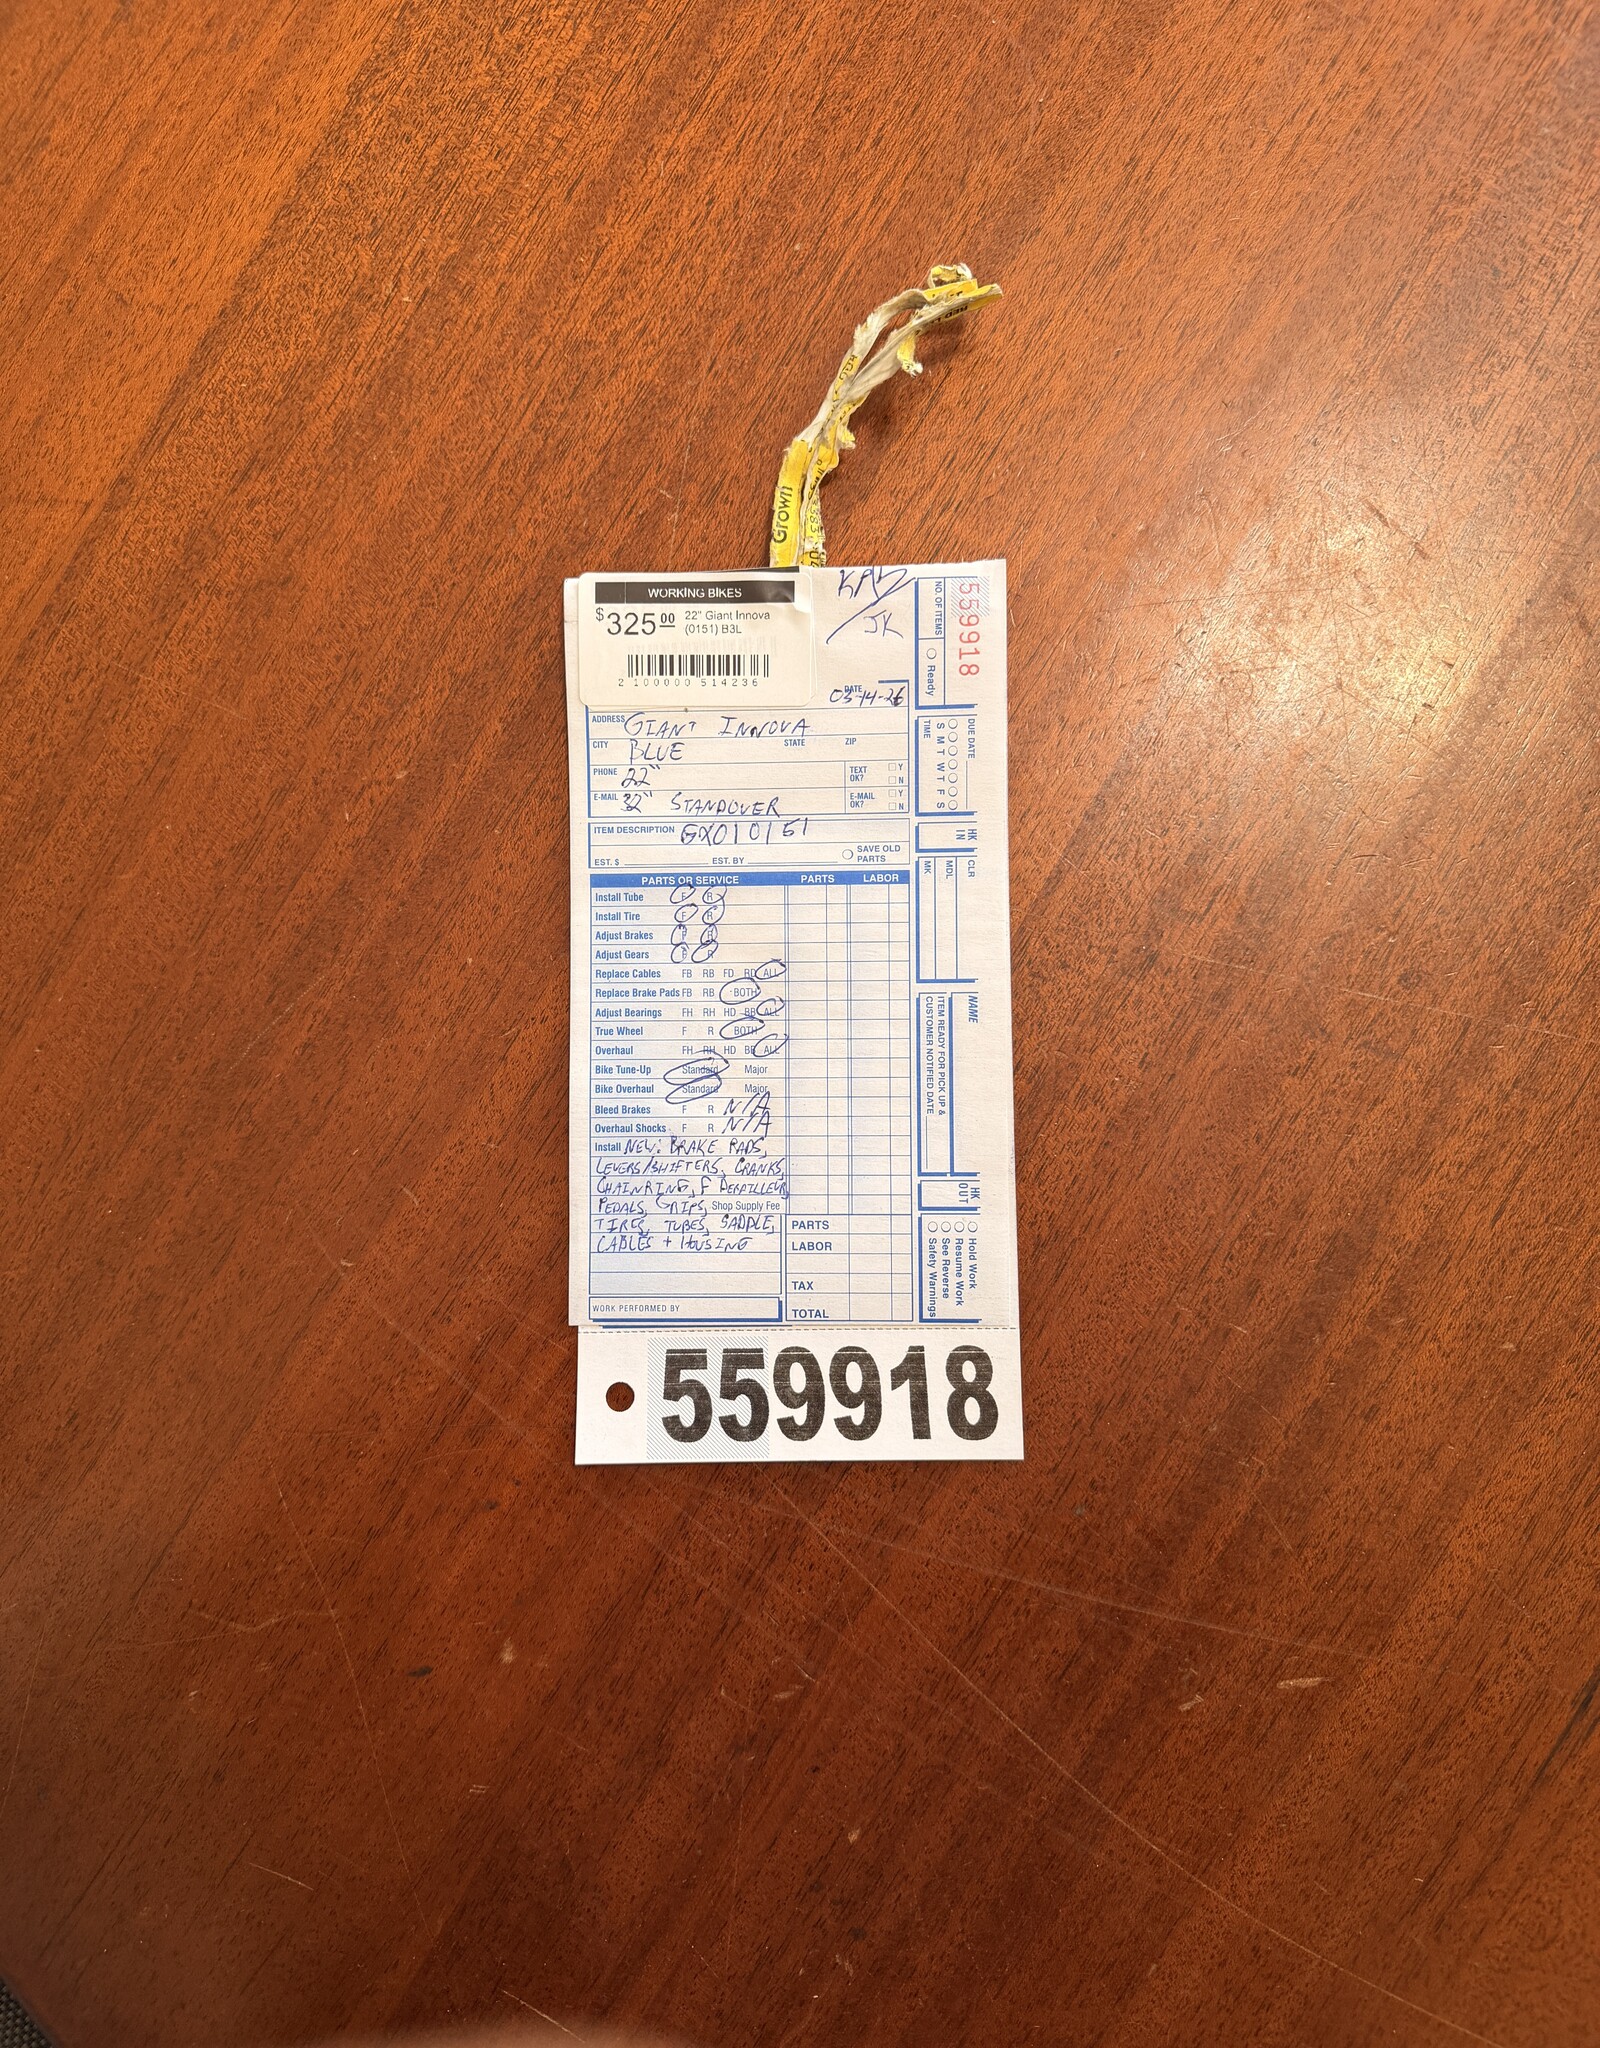 Grown
WORKING BIKES
$325.00 22" Giant Innova
(0151) B3L
2 100000 514236
JK
DATE 03-14-26
ADDRESS GIANT INNOVA
CITY BLUE STATE ZIP
PHONE 22" TEXT OK? Y N
E-MAIL 32" STANDOVER E-MAIL OK? Y N
ITEM DESCRIPTION GX010151
EST. $ EST. BY SAVE OLD PARTS
PARTS OR SERVICE PARTS LABOR
Install Tube F R
Install Tire F R
Adjust Brakes F R
Adjust Gears F R
Replace Cables FB RB FD RD ALL
Replace Brake Pads FB RB BOTH
Adjust Bearings FH RH HD BB ALL
True Wheel F R BOTH
Overhaul FH RH HD BB ALL
Bike Tune-Up Standard Major
Bike Overhaul Standard Major
Bleed Brakes F R N/A
Overhaul Shocks F R N/A
Install NEW: BRAKE PADS,
LEVERS/SHIFTERS, CRANKS,
CHAINRING, F DERAILLEUR,
PEDALS, GRIPS, Shop Supply Fee
TIRES, TUBES, SADDLE,
CABLES + HOUSING
PARTS
LABOR
TAX
TOTAL
WORK PERFORMED BY
559918
NO. OF ITEMS
Ready
DUE DATE
S M T W T F S
TIME
HK IN
CLR
MDL
MK
NAME
ITEM READY FOR PICK UP &
CUSTOMER NOTIFIED DATE
HK OUT
Hold Work
Resume Work
See Reverse
Safety Warnings
559918